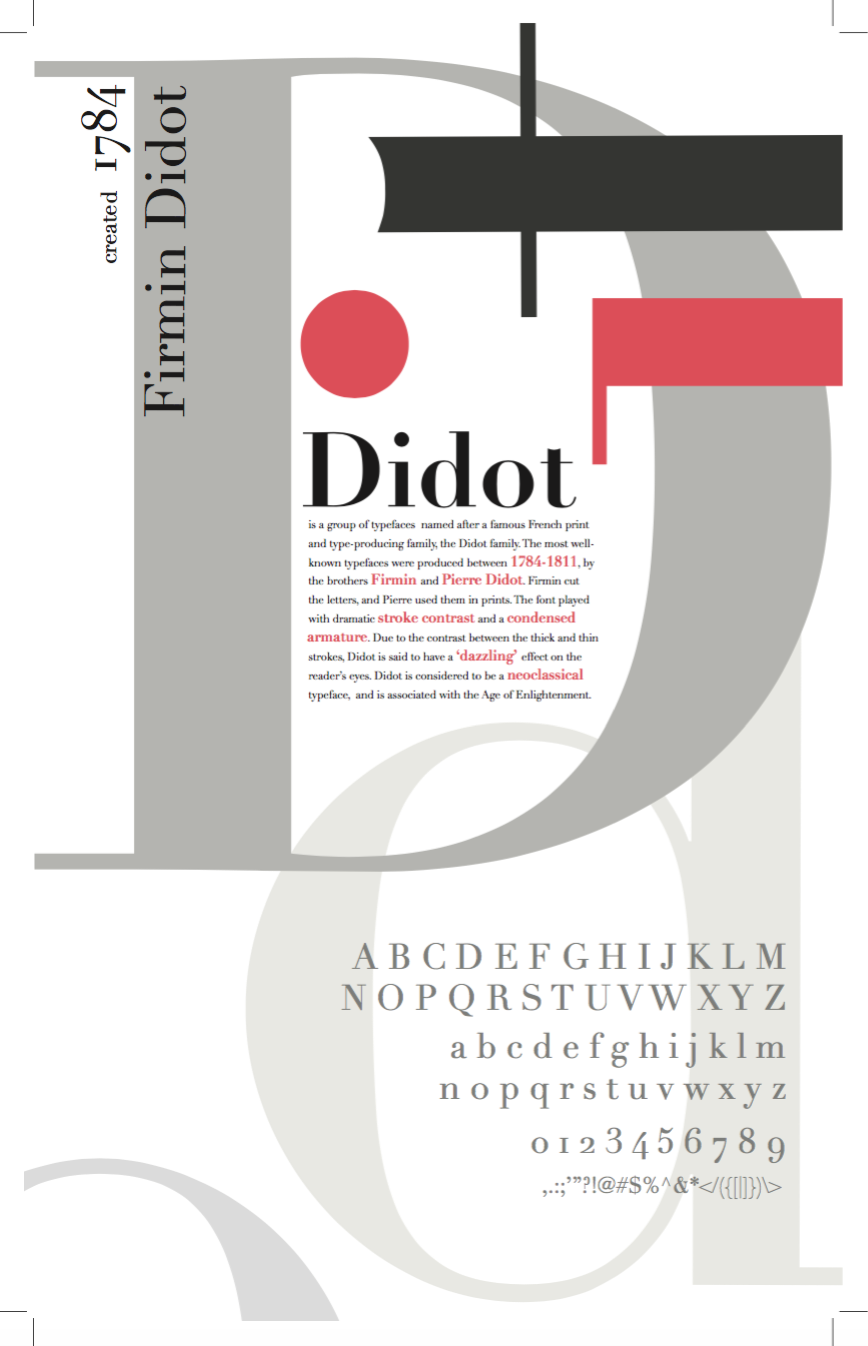 created 1784
Firmin Didot
Didot
is a group of typefaces named after a famous French print
and type-producing family, the Didot family. The most well-
known typefaces were produced between 1784-1811, by
the brothers Firmin and Pierre Didot. Firmin cut
the letters, and Pierre used them in prints. The font played
with dramatic stroke contrast and a condensed
armature. Due to the contrast between the thick and thin
strokes, Didot is said to have a ‘dazzling’ effect on the
reader’s eyes. Didot is considered to be a neoclassical
typeface, and is associated with the Age of Enlightenment.
A B C D E F G H I J K L M
N O P Q R S T U V W X Y Z
a b c d e f g h i j k l m
n o p q r s t u v w x y z
0 1 2 3 4 5 6 7 8 9
,.:;’”?!@#$%^&*</({[|]})\>